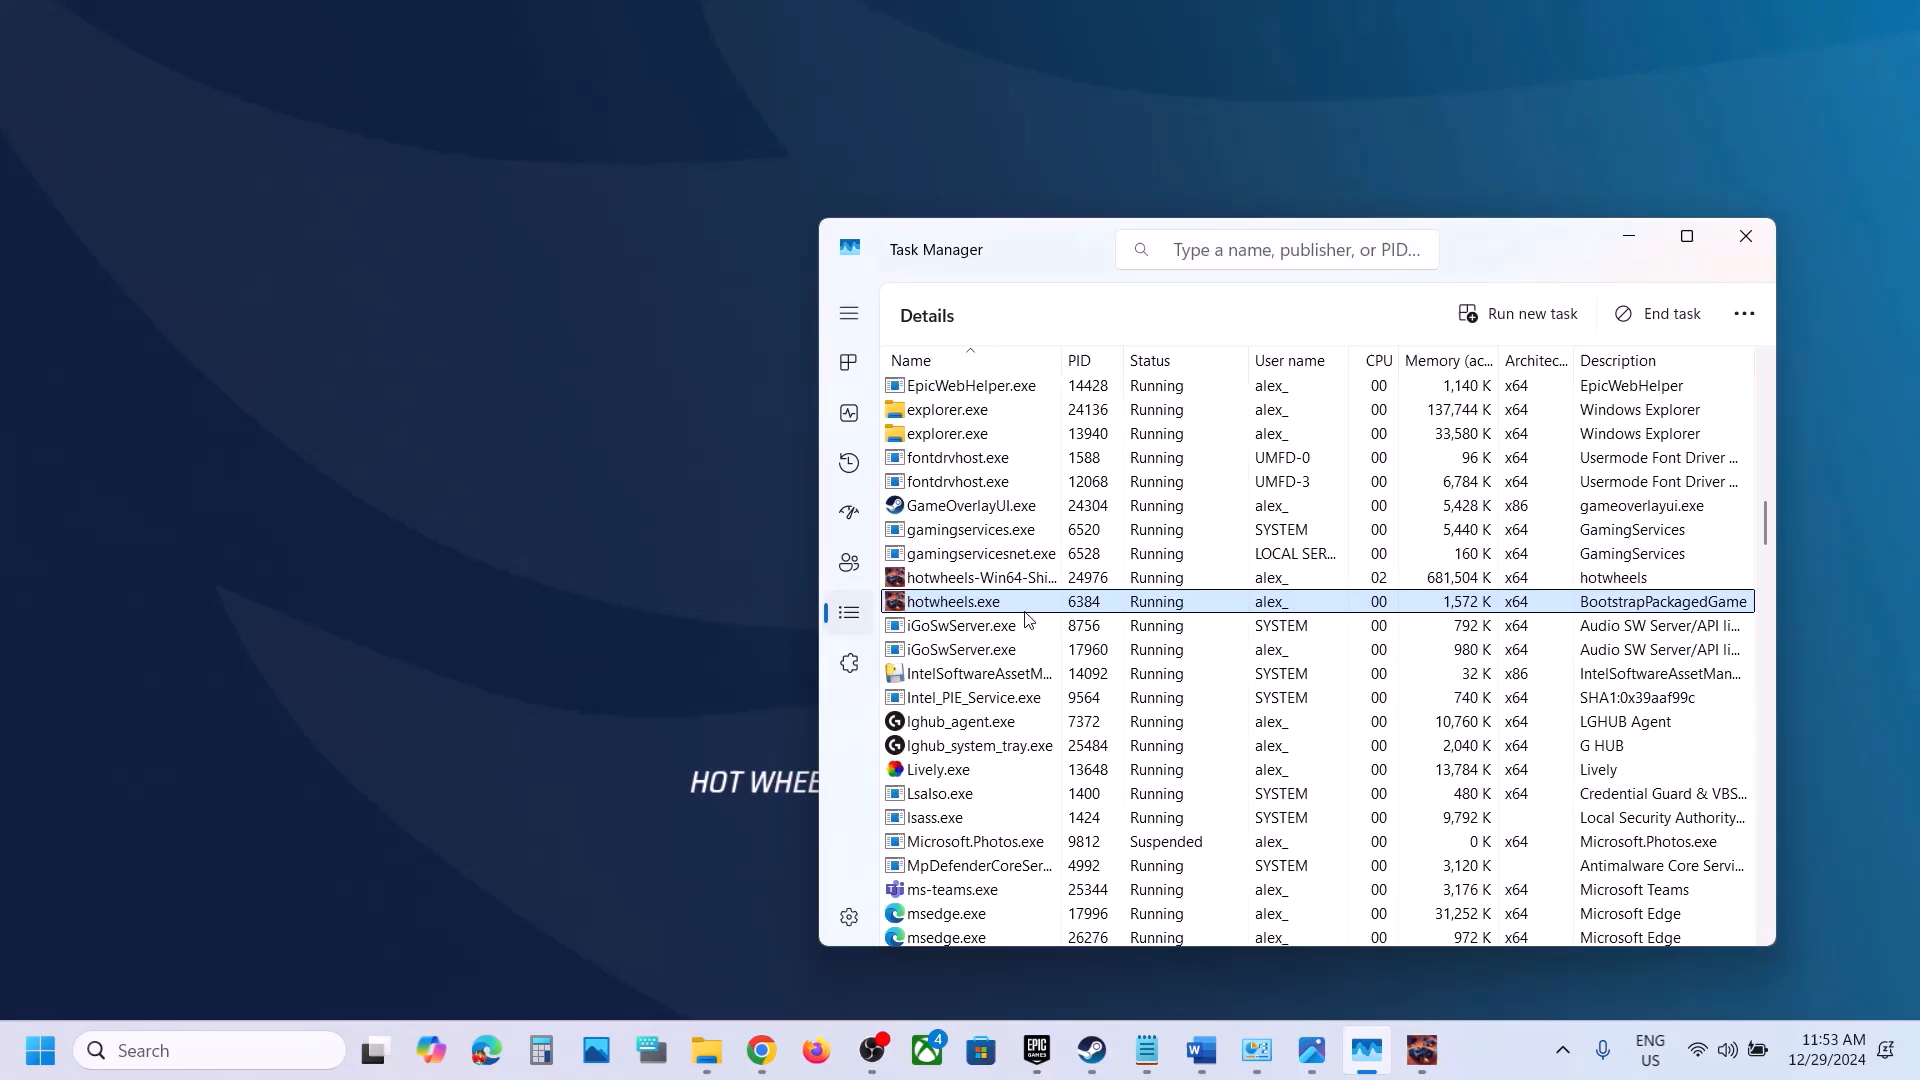 Task Manager
Type a name, publisher, or PID...
Details
Run new task
End task
Name PID Status User name CPU Memory (ac... Architec... Description
EpicWebHelper.exe 14428 Running alex_ 00 1,140 K x64 EpicWebHelper
explorer.exe 24136 Running alex_ 00 137,744 K x64 Windows Explorer
explorer.exe 13940 Running alex_ 00 33,580 K x64 Windows Explorer
fontdrvhost.exe 1588 Running UMFD-0 00 96 K x64 Usermode Font Driver ...
fontdrvhost.exe 12068 Running UMFD-3 00 6,784 K x64 Usermode Font Driver ...
GameOverlayUI.exe 24304 Running alex_ 00 5,428 K x86 gameoverlayui.exe
gamingservices.exe 6520 Running SYSTEM 00 5,440 K x64 GamingServices
gamingservicesnet.exe 6528 Running LOCAL SER... 00 160 K x64 GamingServices
hotwheels-Win64-Shi... 24976 Running alex_ 02 681,504 K x64 hotwheels
hotwheels.exe 6384 Running alex_ 00 1,572 K x64 BootstrapPackagedGame
iGoSwServer.exe 8756 Running SYSTEM 00 792 K x64 Audio SW Server/API li...
iGoSwServer.exe 17960 Running alex_ 00 980 K x64 Audio SW Server/API li...
IntelSoftwareAssetM... 14092 Running SYSTEM 00 32 K x86 IntelSoftwareAssetMan...
Intel_PIE_Service.exe 9564 Running SYSTEM 00 740 K x64 SHA1:0x39aaf99c
lghub_agent.exe 7372 Running alex_ 00 10,760 K x64 LGHUB Agent
lghub_system_tray.exe 25484 Running alex_ 00 2,040 K x64 G HUB
Lively.exe 13648 Running alex_ 00 13,784 K x64 Lively
LsaIso.exe 1400 Running SYSTEM 00 480 K x64 Credential Guard & VBS...
lsass.exe 1424 Running SYSTEM 00 9,792 K Local Security Authority...
Microsoft.Photos.exe 9812 Suspended alex_ 00 0 K x64 Microsoft.Photos.exe
MpDefenderCoreSer... 4992 Running SYSTEM 00 3,120 K Antimalware Core Servi...
ms-teams.exe 25344 Running alex_ 00 3,176 K x64 Microsoft Teams
msedge.exe 17996 Running alex_ 00 31,252 K x64 Microsoft Edge
msedge.exe 26276 Running alex_ 00 972 K x64 Microsoft Edge
HOT WHEE
Search
4
EPIC
GAMES
ENG
US
11:53 AM
12/29/2024